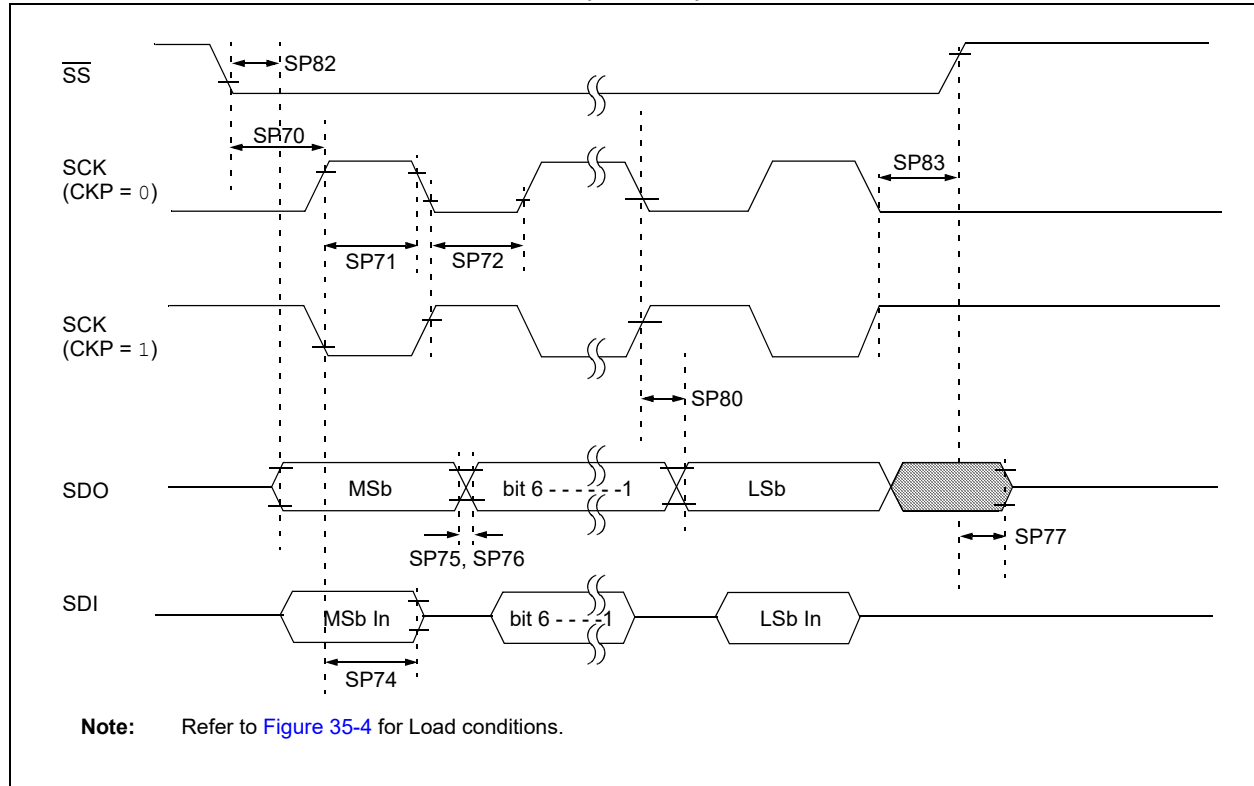 SS
SP82
SP70
SCK
(CKP = 0)
SP83
SP71
SP72
SCK
(CKP = 1)
SP80
SDO
MSb
bit 6 - - - - - -1
LSb
SP77
SP75, SP76
SDI
MSb In
bit 6 - - - -1
LSb In
SP74
Note: Refer to Figure 35-4 for Load conditions.